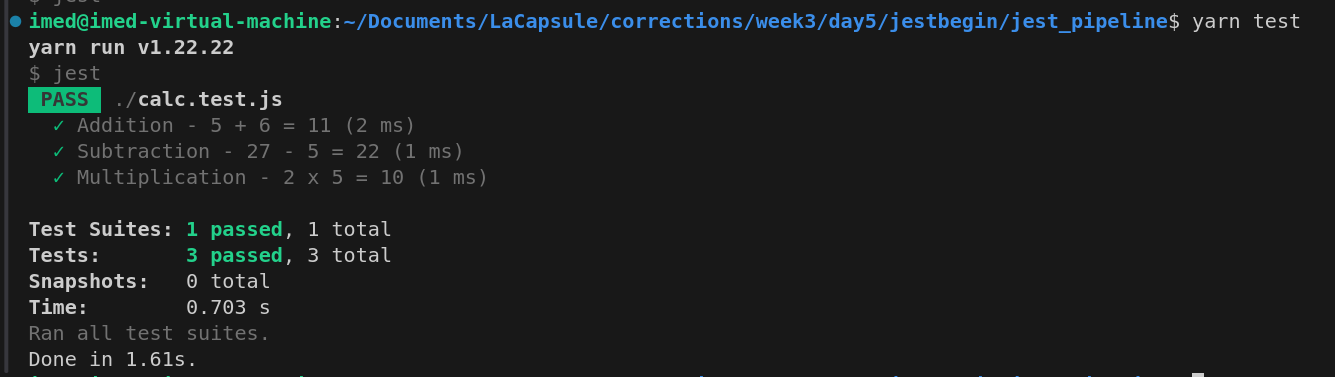 imed@imed-virtual-machine:~/Documents/LaCapsule/corrections/week3/day5/jestbegin/jest_pipeline$ yarn test
yarn run v1.22.22
$ jest
PASS ./calc.test.js
✓ Addition - 5 + 6 = 11 (2 ms)
✓ Subtraction - 27 - 5 = 22 (1 ms)
✓ Multiplication - 2 x 5 = 10 (1 ms)
Test Suites: 1 passed, 1 total
Tests: 3 passed, 3 total
Snapshots: 0 total
Time: 0.703 s
Ran all test suites.
Done in 1.61s.